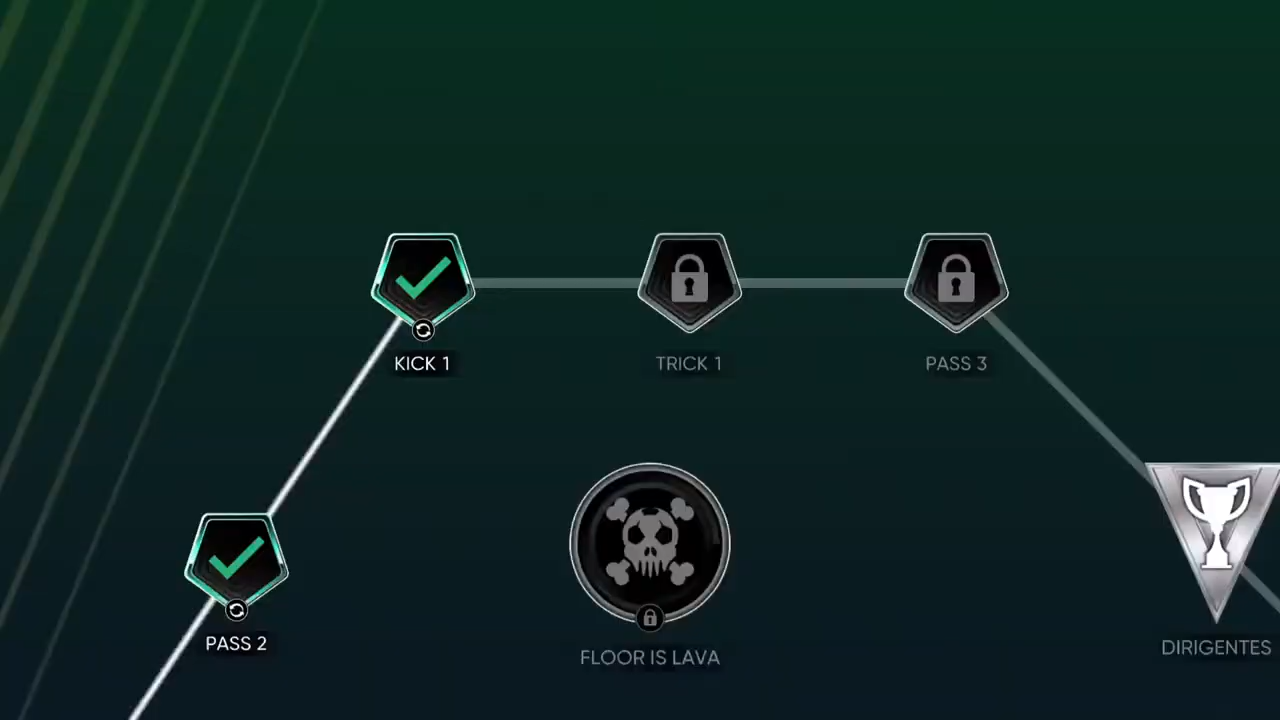 KICK 1
TRICK 1
PASS 3
PASS 2
FLOOR IS LAVA
DIRIGENTES